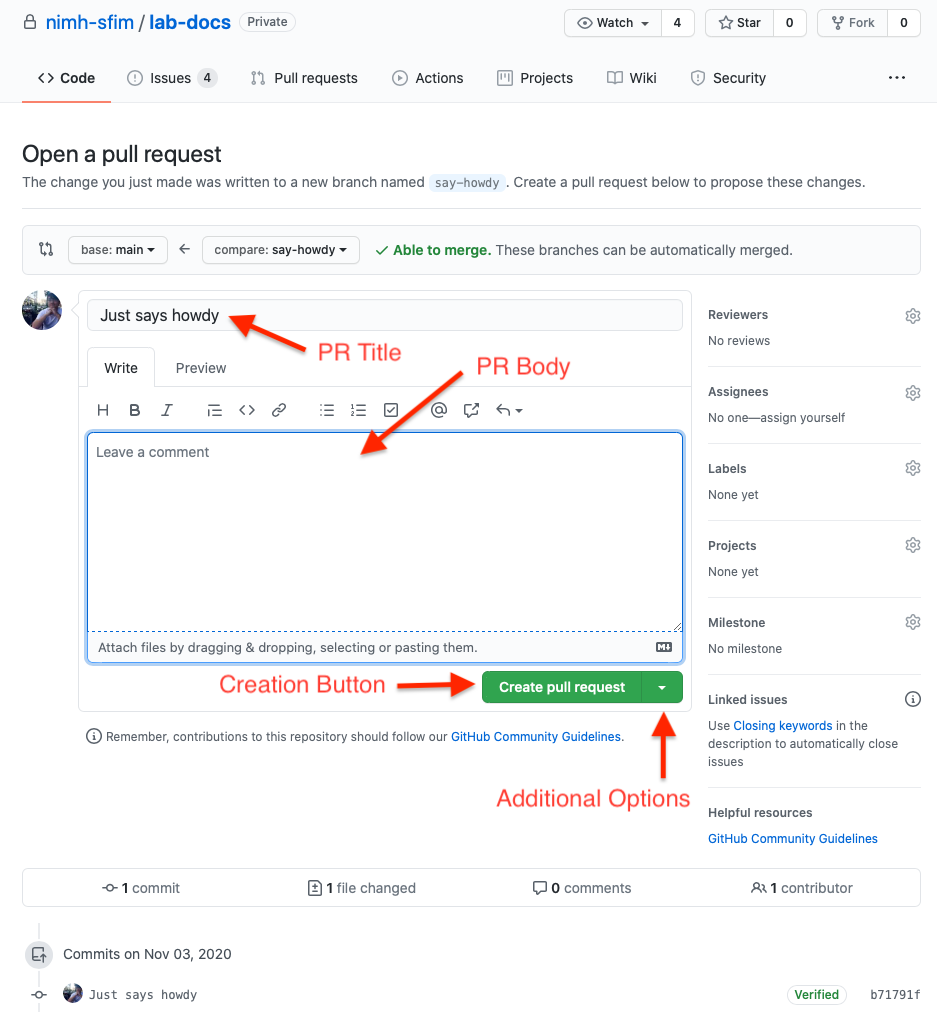 nimh-sfim / lab-docs Private Watch 4 Star 0 Fork 0
Code Issues 4 Pull requests Actions Projects Wiki Security ...
Open a pull request
The change you just made was written to a new branch named say-howdy. Create a pull request below to propose these changes.
base: main compare: say-howdy Able to merge. These branches can be automatically merged.
Just says howdy
PR Title
Write Preview
PR Body
H B I
Leave a comment
Attach files by dragging & dropping, selecting or pasting them.
Creation Button
Create pull request
Remember, contributions to this repository should follow our GitHub Community Guidelines.
Additional Options
Reviewers
No reviews
Assignees
No one—assign yourself
Labels
None yet
Projects
None yet
Milestone
No milestone
Linked issues
Use Closing keywords in the
description to automatically close
issues
Helpful resources
GitHub Community Guidelines
1 commit 1 file changed 0 comments 1 contributor
Commits on Nov 03, 2020
Just says howdy Verified b71791f